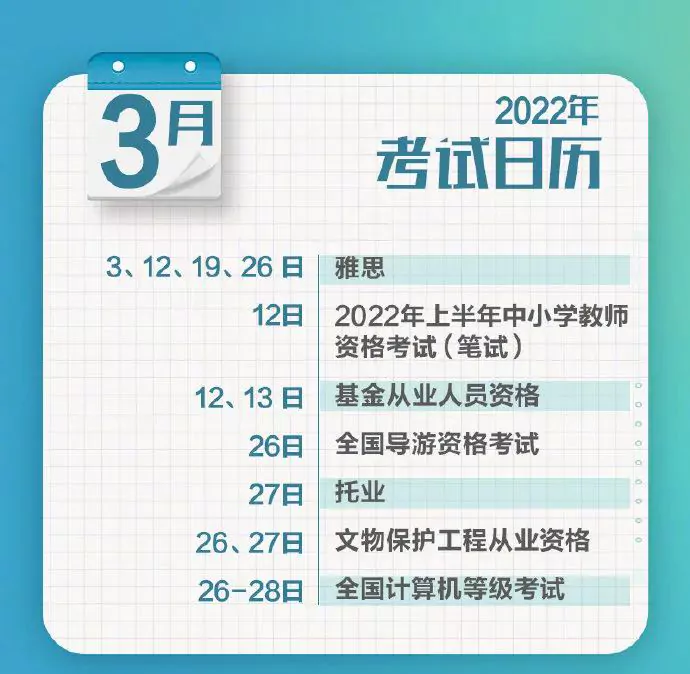 3月
2022年
考试日历
3、12、19、26 日 雅思
12日 2022年上半年中小学教师
资格考试（笔试）
12、13 日 基金从业人员资格
26日 全国导游资格考试
27日 托业
26、27日 文物保护工程从业资格
26-28日 全国计算机等级考试